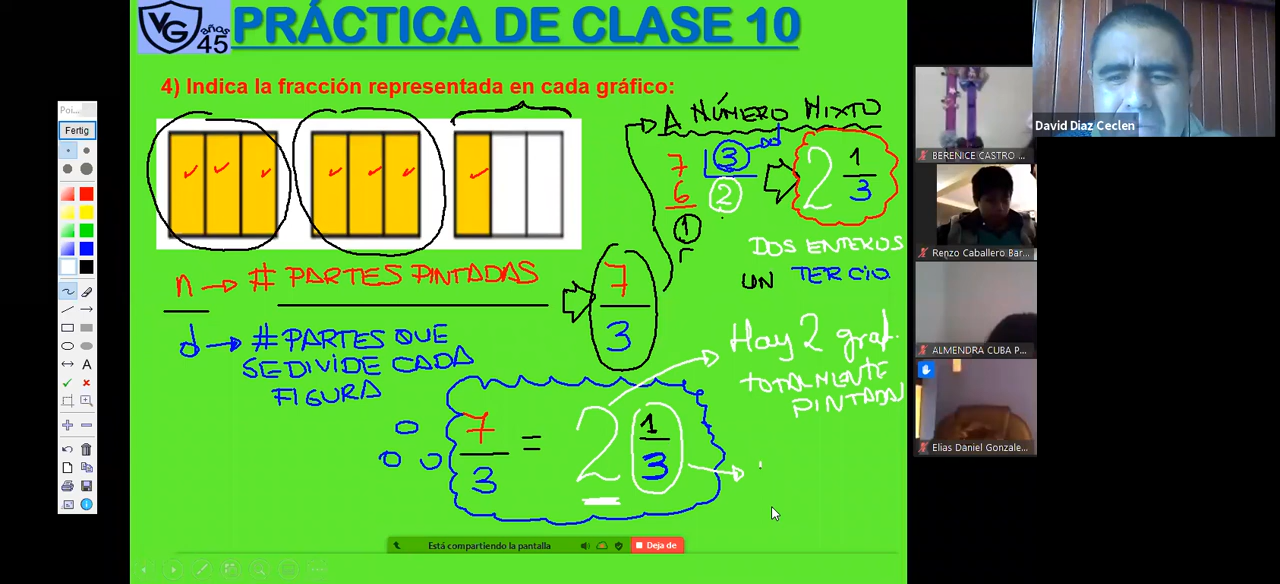 VG
años
45
PRÁCTICA DE CLASE 10
4) Indica la fracción representada en cada gráfico:
Poi...
Fertig
A
A NÚMERO MIXTO
7 3 d
6 2
1
r
2 1/3
DOS ENTEROS
UN TERCIO
n → # PARTES PINTADAS
d → # PARTES QUE
SE DIVIDE CADA
FIGURA
7/3
Hay 2 graf.
TOTALMENTE
PINTADAS
7/3 = 2 1/3
Está compartiendo la pantalla
Deja de
David Diaz Ceclen
BERENICE CASTRO ...
Renzo Caballero Bar...
ALMENDRA CUBA P...
Elias Daniel Gonzale...